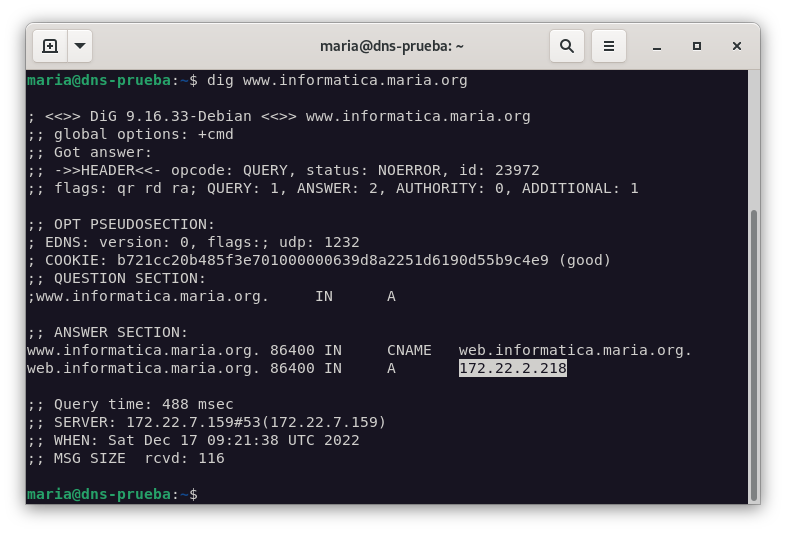 maria@dns-prueba: ~
maria@dns-prueba:~$ dig www.informatica.maria.org

; <<>> DiG 9.16.33-Debian <<>> www.informatica.maria.org
;; global options: +cmd
;; Got answer:
;; ->>HEADER<<- opcode: QUERY, status: NOERROR, id: 23972
;; flags: qr rd ra; QUERY: 1, ANSWER: 2, AUTHORITY: 0, ADDITIONAL: 1

;; OPT PSEUDOSECTION:
; EDNS: version: 0, flags:; udp: 1232
; COOKIE: b721cc20b485f3e701000000639d8a2251d6190d55b9c4e9 (good)
;; QUESTION SECTION:
;www.informatica.maria.org.     IN      A

;; ANSWER SECTION:
www.informatica.maria.org. 86400 IN     CNAME   web.informatica.maria.org.
web.informatica.maria.org. 86400 IN     A       172.22.2.218

;; Query time: 488 msec
;; SERVER: 172.22.7.159#53(172.22.7.159)
;; WHEN: Sat Dec 17 09:21:38 UTC 2022
;; MSG SIZE  rcvd: 116

maria@dns-prueba:~$